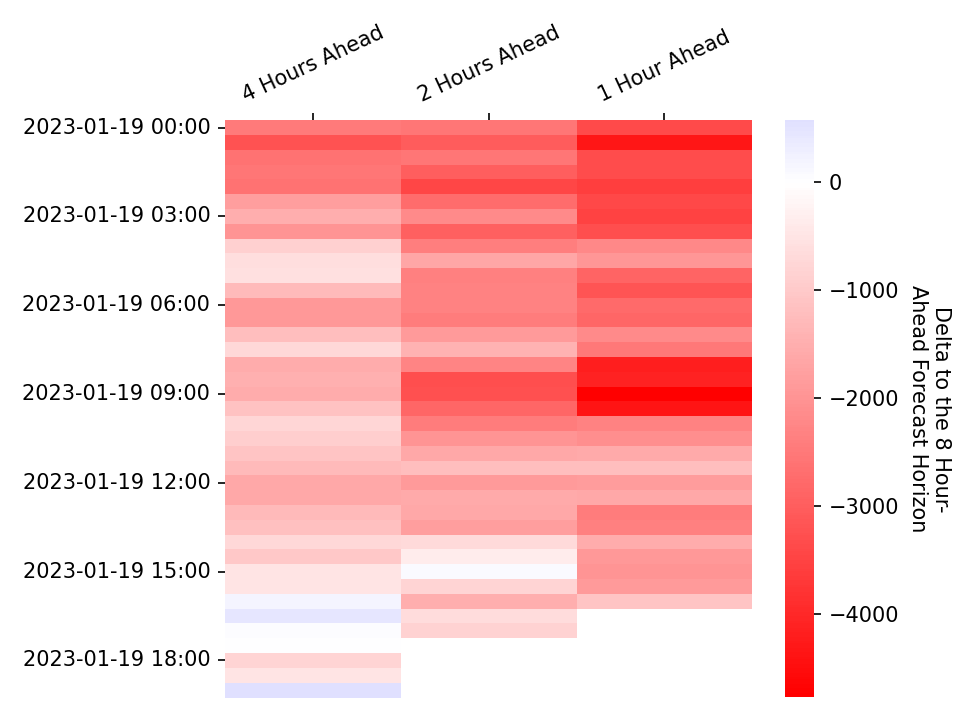 4 Hours Ahead
2 Hours Ahead
1 Hour Ahead
2023-01-19 00:00
2023-01-19 03:00
2023-01-19 06:00
2023-01-19 09:00
2023-01-19 12:00
2023-01-19 15:00
2023-01-19 18:00
0
−1000
−2000
−3000
−4000
Delta to the 8 Hour-
Ahead Forecast Horizon